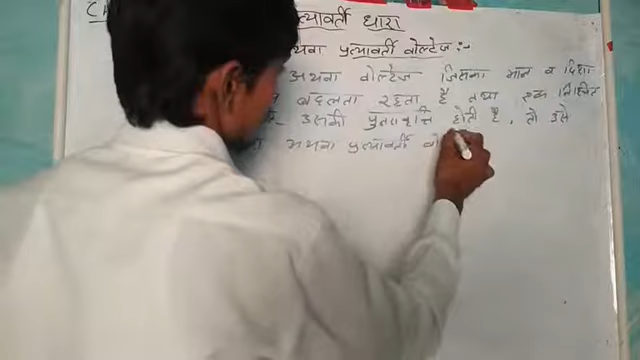 प्रत्यावर्ती धारा
अथवा प्रत्यावर्ती वोल्टेज :-
अथवा वोल्टेज जिसका मान व दिशा
बदलता रहता है तथा एक निश्चित
उसकी पुनरावृत्ति होती है, तो उसे
अथवा प्रत्यावर्ती वो